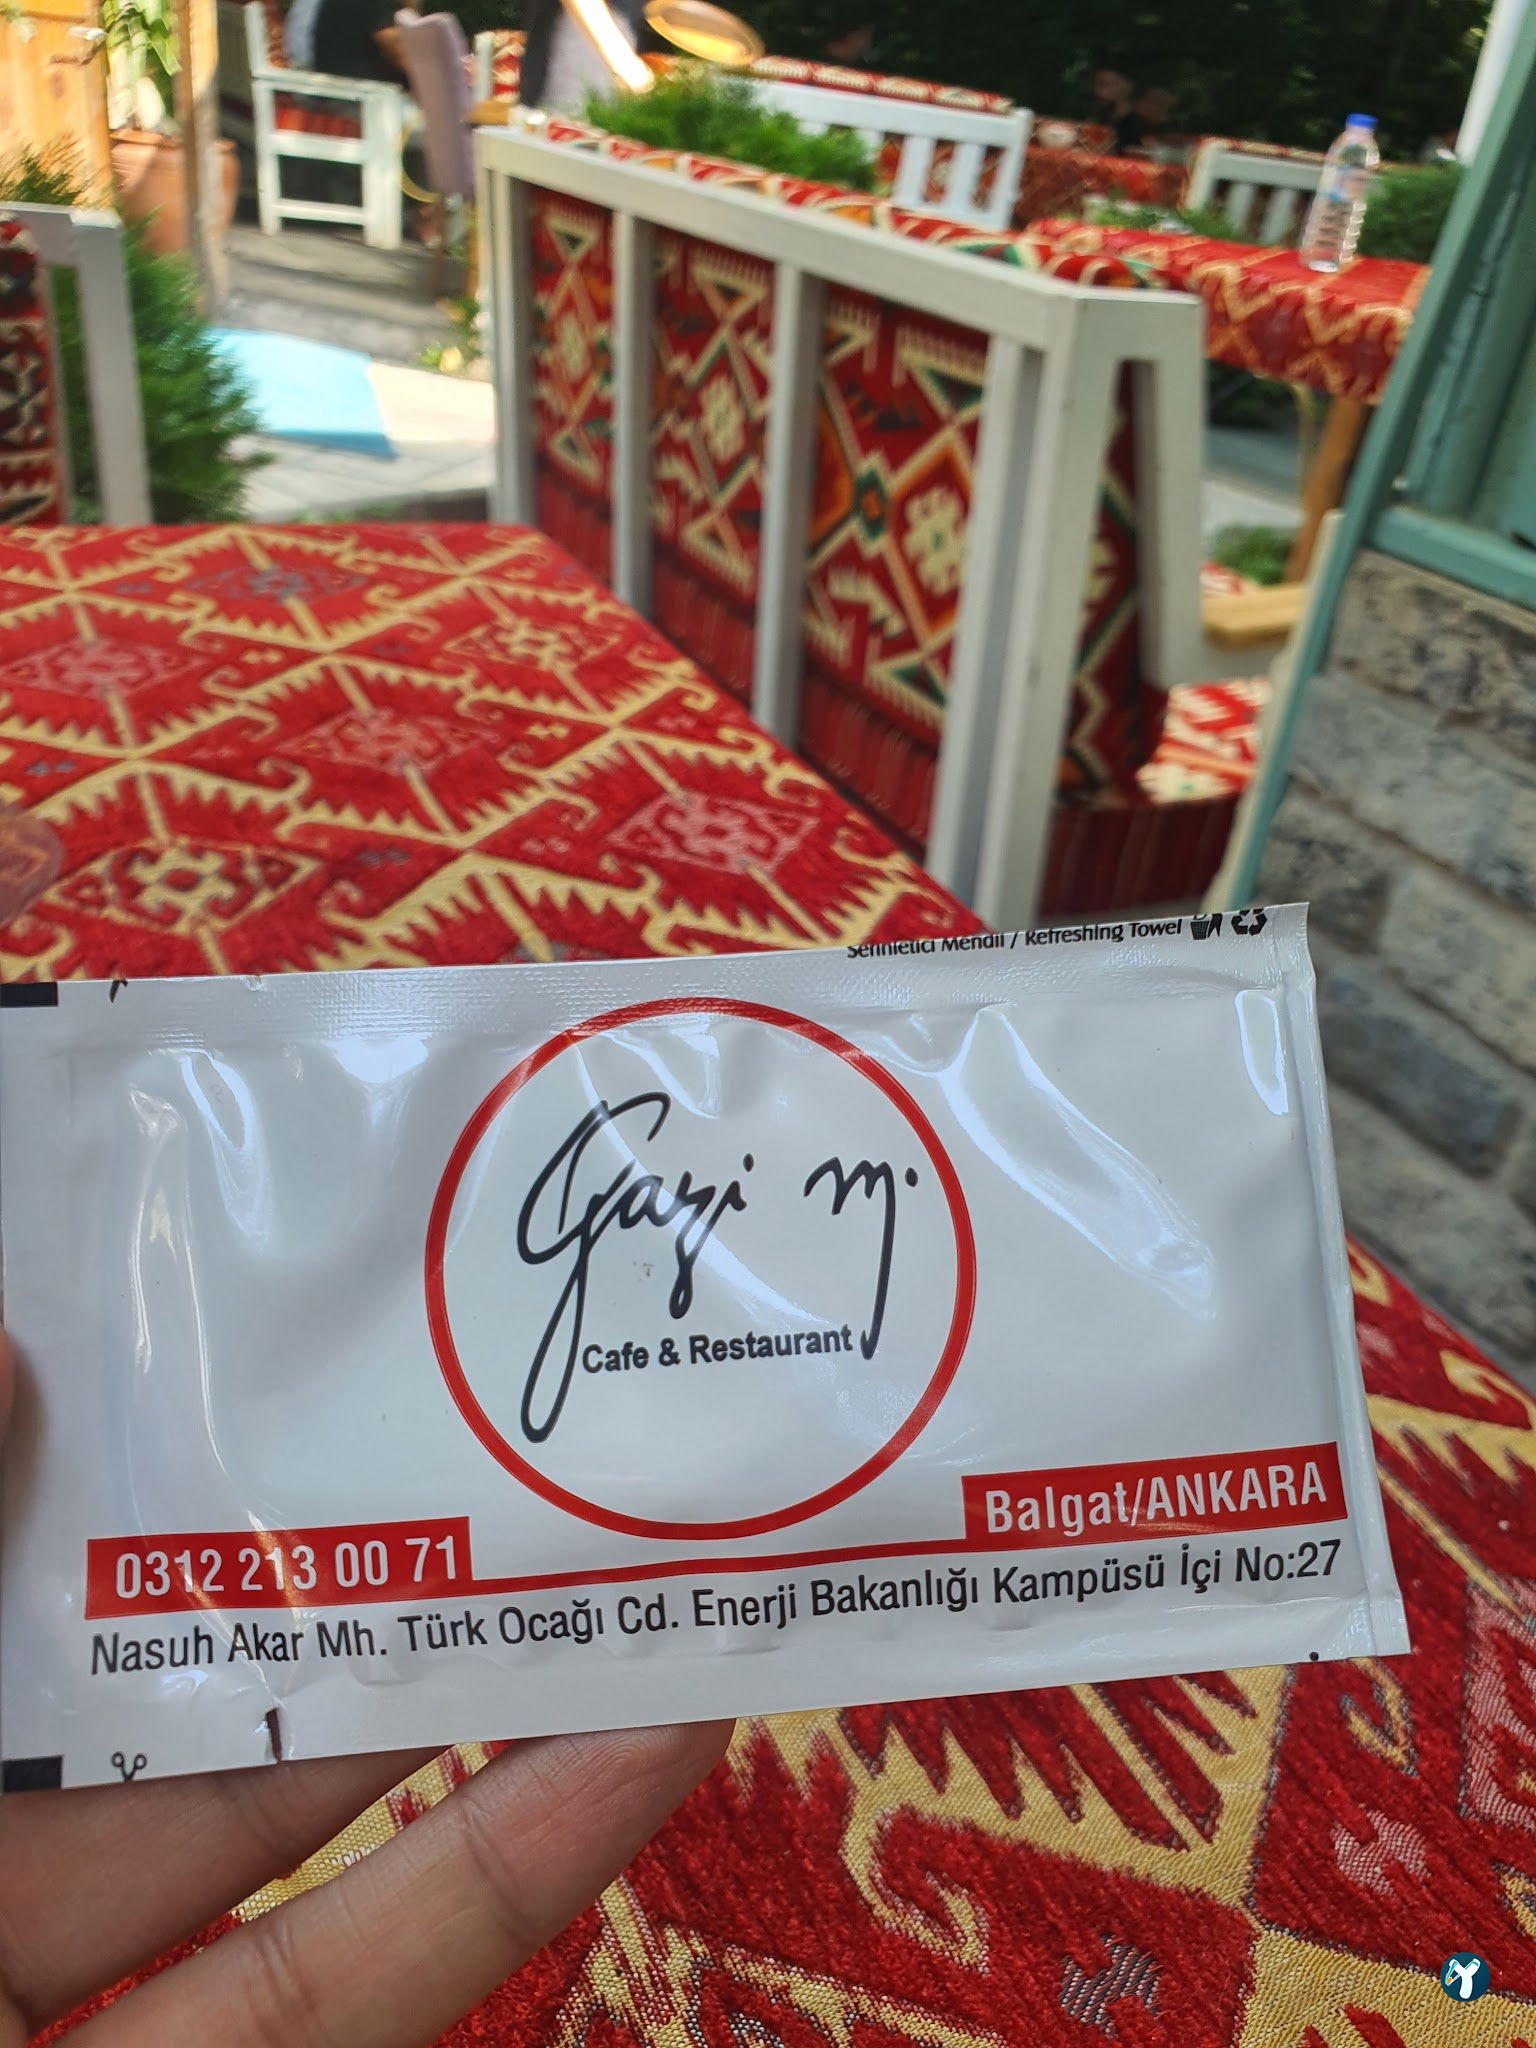 Serinletici Mendil / Refreshing Towel
Gazi M.
Cafe & Restaurant
Balgat/ANKARA
0312 213 00 71
Nasuh Akar Mh. Türk Ocağı Cd. Enerji Bakanlığı Kampüsü İçi No:27